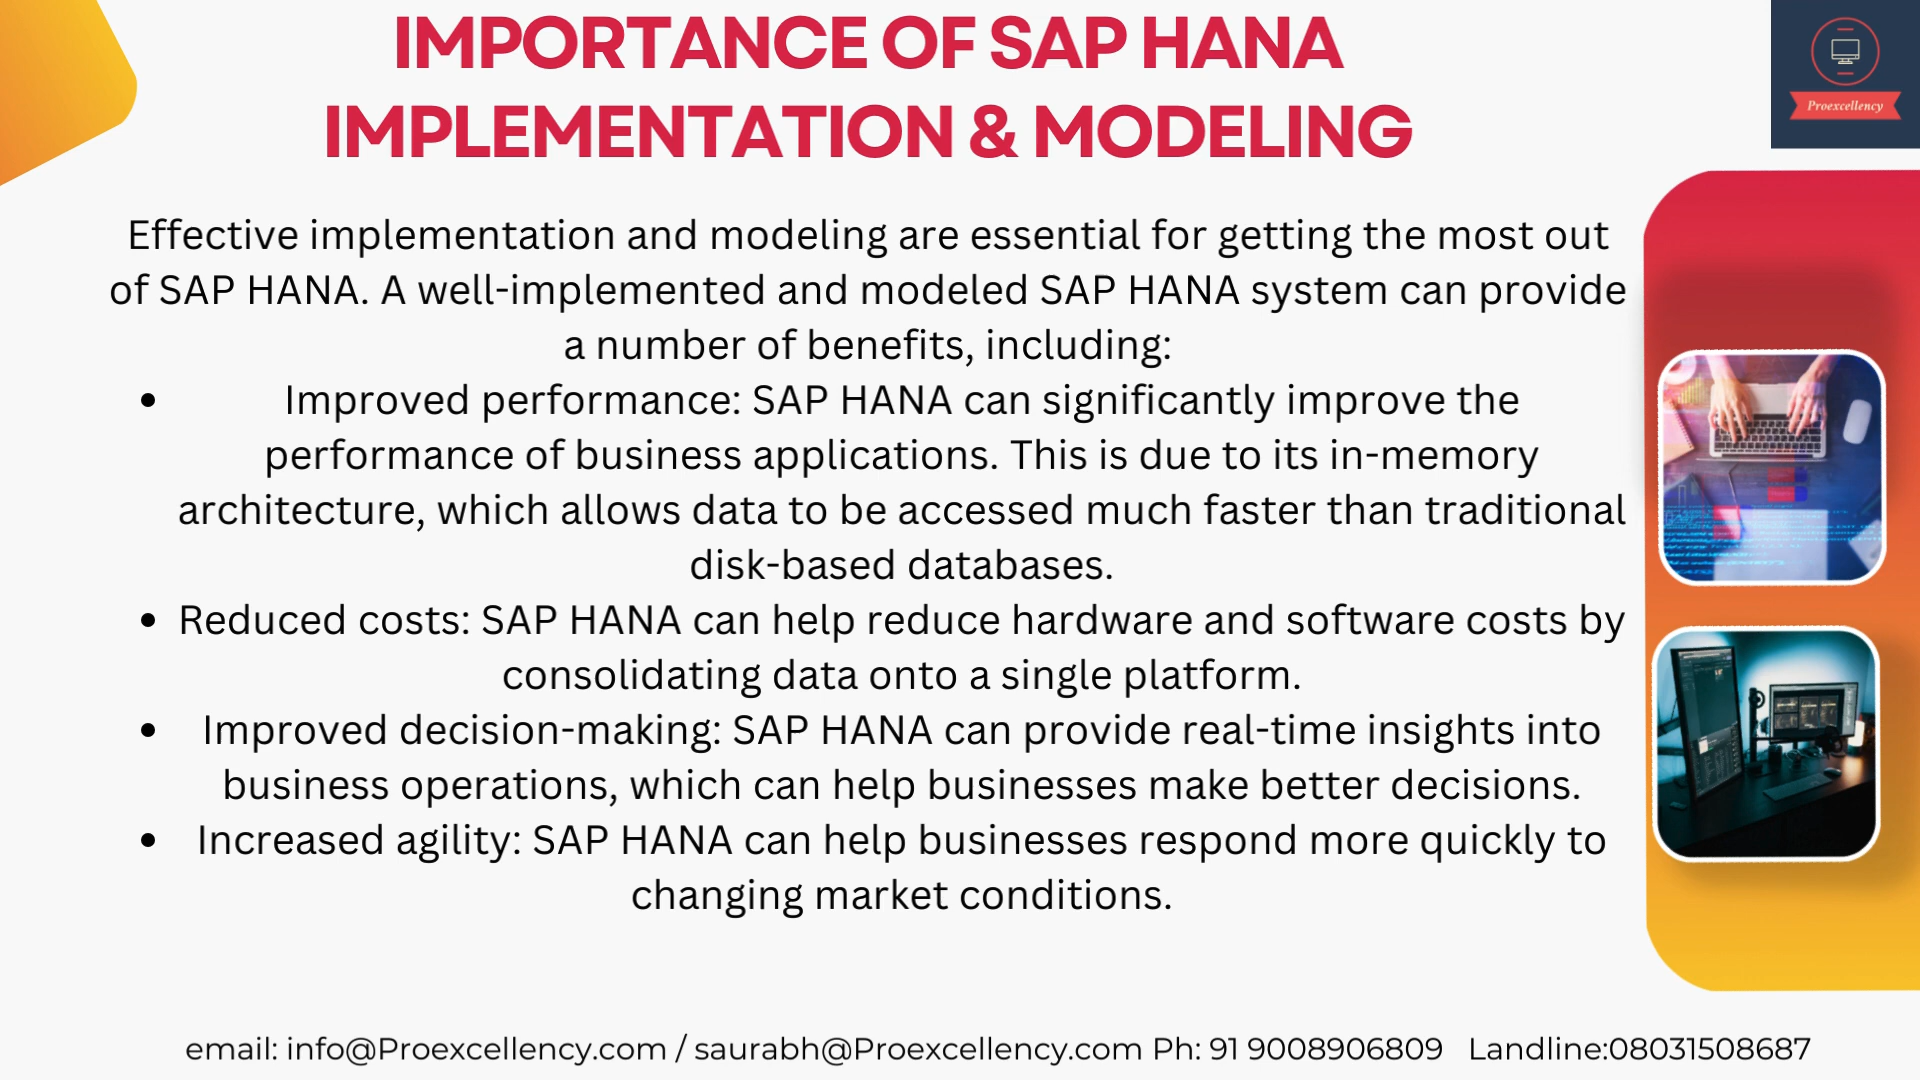 IMPORTANCE OF SAP HANA
IMPLEMENTATION & MODELING
Proexcellency
Effective implementation and modeling are essential for getting the most out
of SAP HANA. A well-implemented and modeled SAP HANA system can provide
a number of benefits, including:
• Improved performance: SAP HANA can significantly improve the
performance of business applications. This is due to its in-memory
architecture, which allows data to be accessed much faster than traditional
disk-based databases.
• Reduced costs: SAP HANA can help reduce hardware and software costs by
consolidating data onto a single platform.
• Improved decision-making: SAP HANA can provide real-time insights into
business operations, which can help businesses make better decisions.
• Increased agility: SAP HANA can help businesses respond more quickly to
changing market conditions.
email: info@Proexcellency.com / saurabh@Proexcellency.com Ph: 91 9008906809 Landline:08031508687